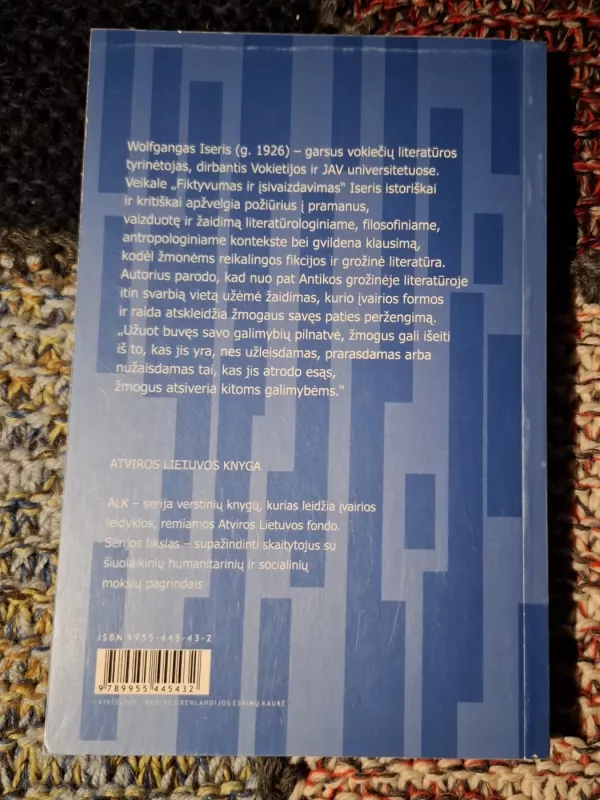 Wolfgangas Iseris (g. 1926) – garsus vokiečių literatūros
tyrinėtojas, dirbantis Vokietijos ir JAV universitetuose.
Veikale „Fiktyvumas ir įsivaizdavimas“ Iseris istoriškai
ir kritiškai apžvelgia požiūrius į pramanus,
vaizduotę ir žaidimą literatūrologiniame, filosofiniame,
antropologiniame kontekste bei gvildena klausimą,
kodėl žmonėms reikalingos fikcijos ir grožinė literatūra.
Autorius parodo, kad nuo pat Antikos grožinėje literatūroje
itin svarbią vietą užėmė žaidimas, kurio įvairios formos
ir raida atskleidžia žmogaus savęs paties peržengimą.
„Užuot buvęs savo galimybių pilnatvė, žmogus gali išeiti
iš to, kas jis yra, nes užleisdamas, prarasdamas arba
nužaisdamas tai, kas jis atrodo esąs,
žmogus atsiveria kitoms galimybėms.“
ATVIROS LIETUVOS KNYGA
ALK – serija verstinių knygų, kurias leidžia įvairios
leidyklos, remiamos Atviros Lietuvos fondo.
Serijos tikslas – supažindinti skaitytojus su
šiuolaikinių humanitarinių ir socialinių
mokslų pagrindais
ISBN 9955-445-43-2
9 789955 445432
GRENLANDIJOS ESKIMŲ KAUKĖ